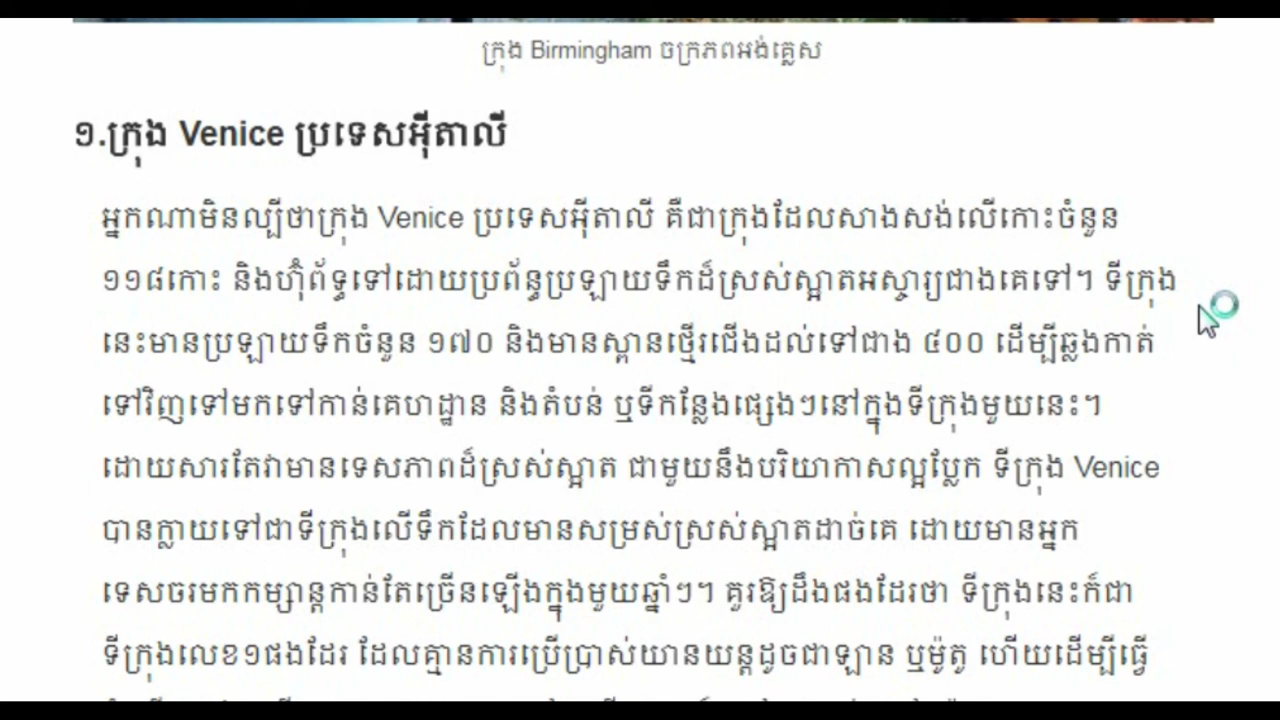 ក្រុង Birmingham ចក្រភពអង់គ្លេស
១.ក្រុង Venice ប្រទេសអ៊ីតាលី
អ្នកណាមិនល្បីថាក្រុង Venice ប្រទេសអ៊ីតាលី គឺជាក្រុងដែលសាងសង់លើកោះចំនួន
១១៨កោះ និងហ៊ុំព័ទ្ធទៅដោយប្រព័ន្ធប្រឡាយទឹកដ៏ស្រស់ស្អាតអស្ចារ្យជាងគេទៅ។ ទីក្រុង
នេះមានប្រឡាយទឹកចំនួន ១៧០ និងមានស្ពានថ្មើរជើងដល់ទៅជាង ៤០០ ដើម្បីឆ្លងកាត់
ទៅវិញទៅមកទៅកាន់គេហដ្ឋាន និងតំបន់ ឬទីកន្លែងផ្សេងៗនៅក្នុងទីក្រុងមួយនេះ។
ដោយសារតែវាមានទេសភាពដ៏ស្រស់ស្អាត ជាមួយនឹងបរិយាកាសល្អប្លែក ទីក្រុង Venice
បានក្លាយទៅជាទីក្រុងលើទឹកដែលមានសម្រស់ស្រស់ស្អាតដាច់គេ ដោយមានអ្នក
ទេសចរមកកម្សាន្តកាន់តែច្រើនឡើងក្នុងមួយឆ្នាំៗ។ គួរឱ្យដឹងផងដែរថា ទីក្រុងនេះក៏ជា
ទីក្រុងលេខ១ផងដែរ ដែលគ្មានការប្រើប្រាស់យានយន្តដូចជាឡាន ឬម៉ូតូ ហើយដើម្បីធ្វើ